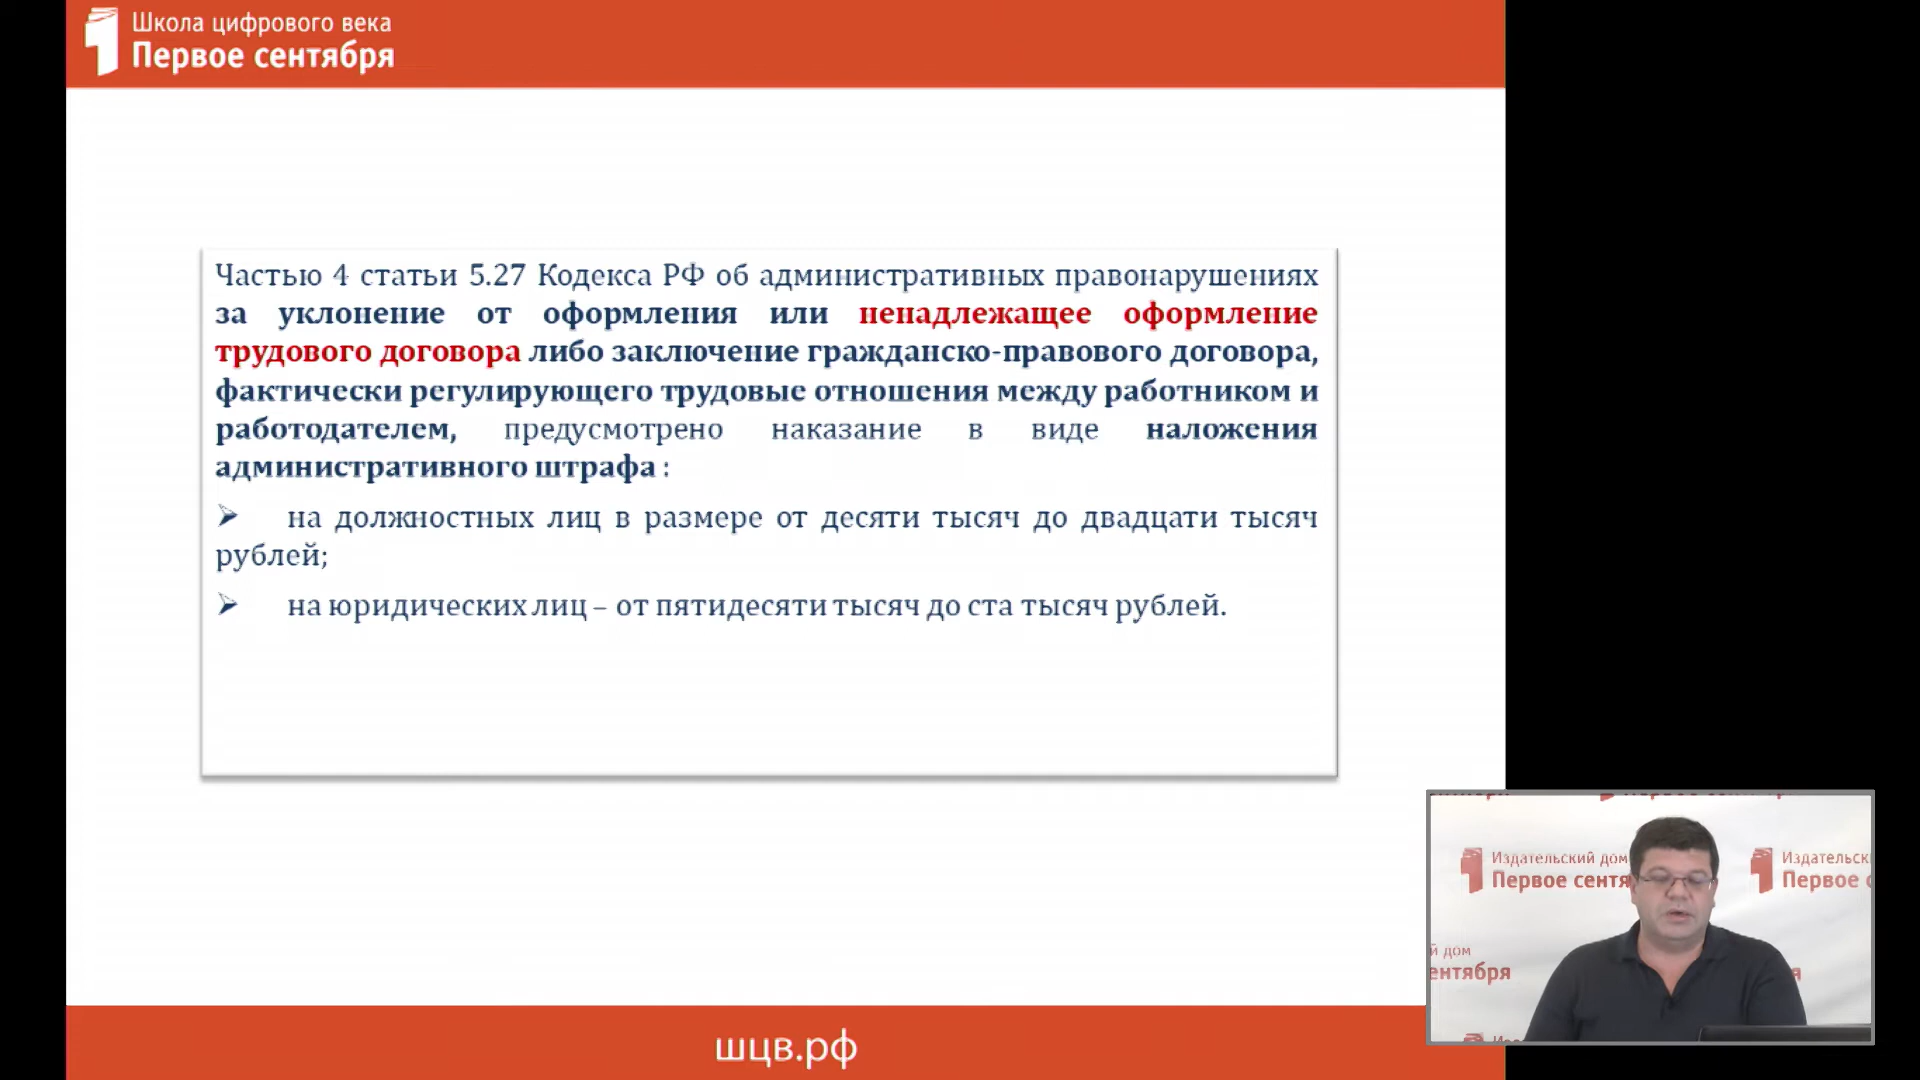 Школа цифрового века
Первое сентября
Частью 4 статьи 5.27 Кодекса РФ об административных правонарушениях
за уклонение от оформления или ненадлежащее оформление
трудового договора либо заключение гражданско-правового договора,
фактически регулирующего трудовые отношения между работником и
работодателем, предусмотрено наказание в виде наложения
административного штрафа :
на должностных лиц в размере от десяти тысяч до двадцати тысяч
рублей;
на юридических лиц – от пятидесяти тысяч до ста тысяч рублей.
Издательский дом
Первое сентя
Издательск
Первое
й дом
ентября
шцв.рф